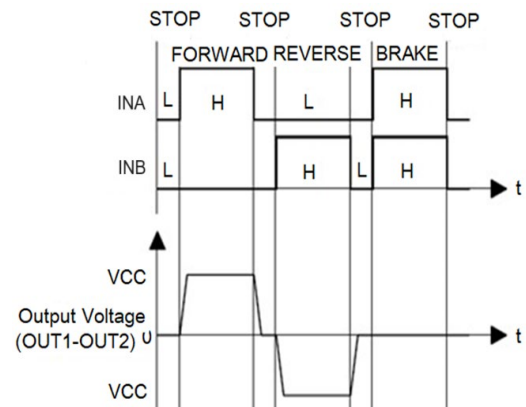 STOP STOP STOP STOP
FORWARD REVERSE BRAKE
INA L H L H
INB L H L H
t
VCC
Output Voltage
(OUT1-OUT2) 0 t
VCC